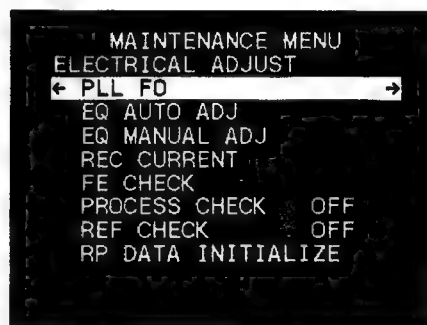 MAINTENANCE MENU
ELECTRICAL ADJUST
← PLL FO →
EQ AUTO ADJ
EQ MANUAL ADJ
REC CURRENT
FE CHECK
PROCESS CHECK OFF
REF CHECK OFF
RP DATA INITIALIZE